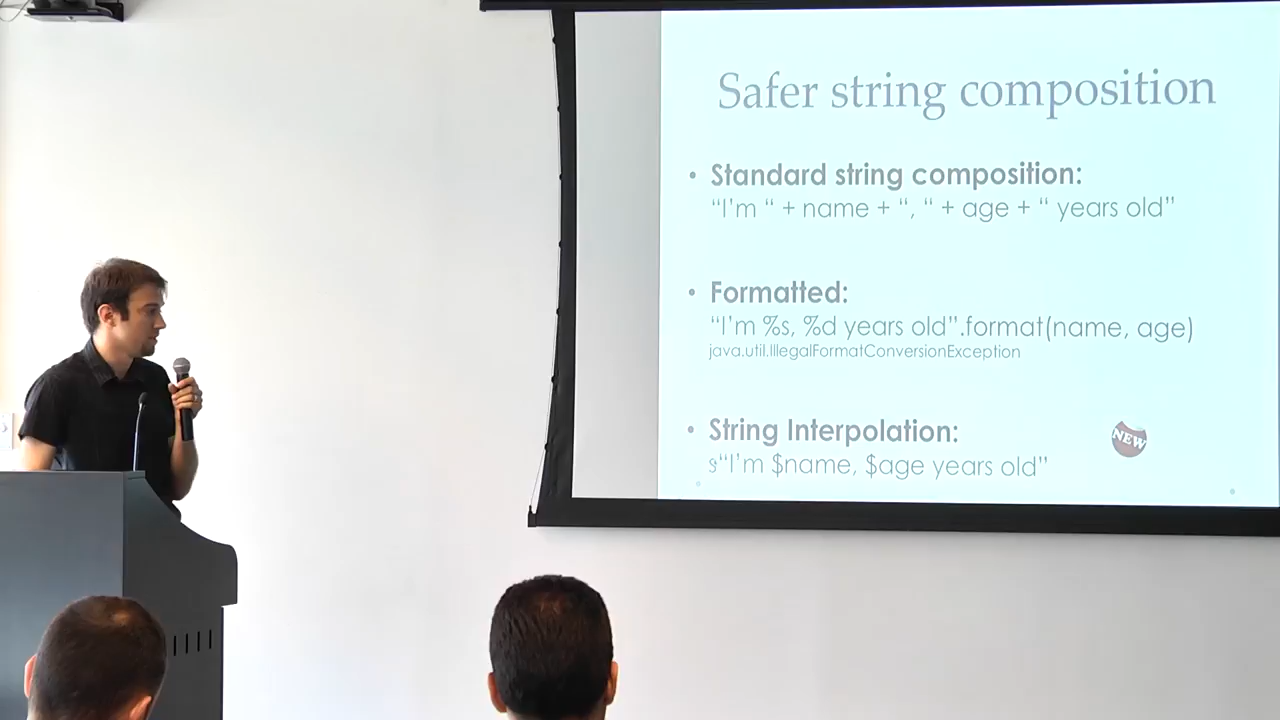 Safer string composition
• Standard string composition:
“I'm “ + name + “, “ + age + “ years old”
• Formatted:
“I'm %s, %d years old”.format(name, age)
java.util.IllegalFormatConversionException
• String Interpolation:
NEW
s“I'm $name, $age years old”